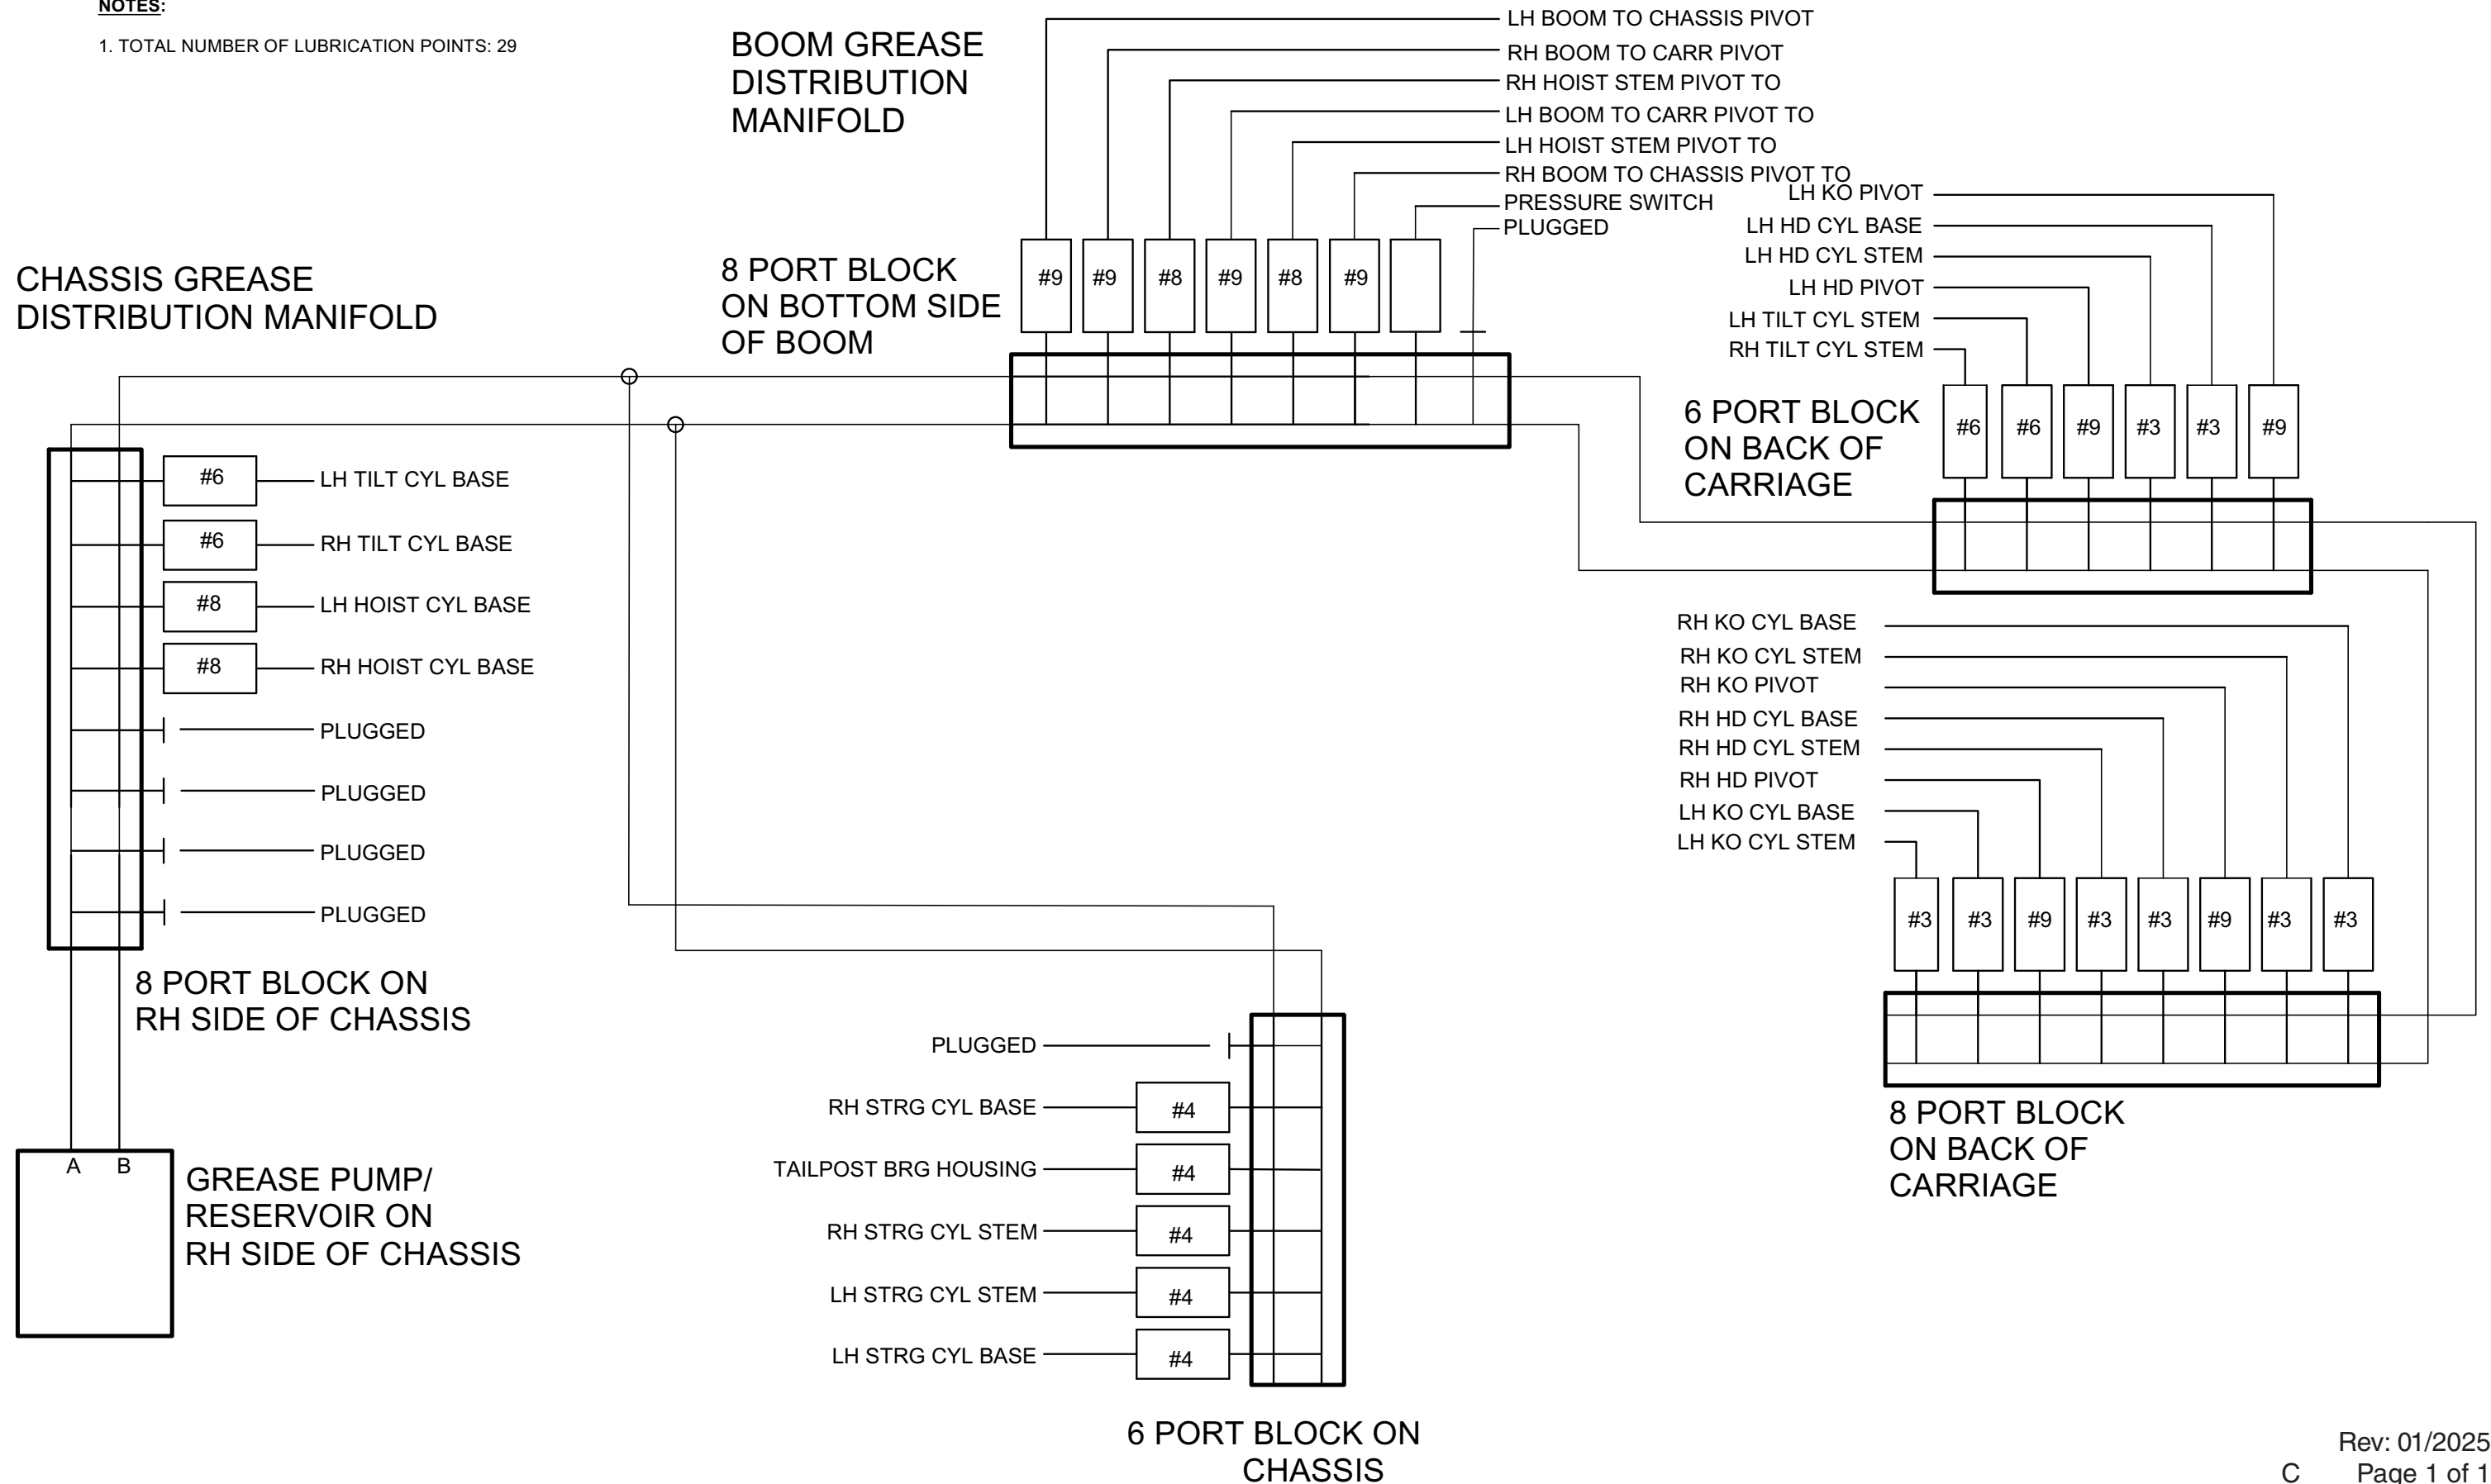 NOTES:
1. TOTAL NUMBER OF LUBRICATION POINTS: 29
BOOM GREASE
DISTRIBUTION
MANIFOLD
LH BOOM TO CHASSIS PIVOT
RH BOOM TO CARR PIVOT
RH HOIST STEM PIVOT TO
LH BOOM TO CARR PIVOT TO
LH HOIST STEM PIVOT TO
RH BOOM TO CHASSIS PIVOT TO
PRESSURE SWITCH
PLUGGED
8 PORT BLOCK
ON BOTTOM SIDE
OF BOOM
#9 #9 #8 #9 #8 #9
LH KO PIVOT
LH HD CYL BASE
LH HD CYL STEM
LH HD PIVOT
LH TILT CYL STEM
RH TILT CYL STEM
6 PORT BLOCK
ON BACK OF
CARRIAGE
#6 #6 #9 #3 #3 #9
CHASSIS GREASE
DISTRIBUTION MANIFOLD
#6 LH TILT CYL BASE
#6 RH TILT CYL BASE
#8 LH HOIST CYL BASE
#8 RH HOIST CYL BASE
PLUGGED
PLUGGED
PLUGGED
PLUGGED
8 PORT BLOCK ON
RH SIDE OF CHASSIS
A B
GREASE PUMP/
RESERVOIR ON
RH SIDE OF CHASSIS
RH KO CYL BASE
RH KO CYL STEM
RH KO PIVOT
RH HD CYL BASE
RH HD CYL STEM
RH HD PIVOT
LH KO CYL BASE
LH KO CYL STEM
#3 #3 #9 #3 #3 #9 #3 #3
8 PORT BLOCK
ON BACK OF
CARRIAGE
PLUGGED
RH STRG CYL BASE #4
TAILPOST BRG HOUSING #4
RH STRG CYL STEM #4
LH STRG CYL STEM #4
LH STRG CYL BASE #4
6 PORT BLOCK ON
CHASSIS
Rev: 01/2025
C Page 1 of 1